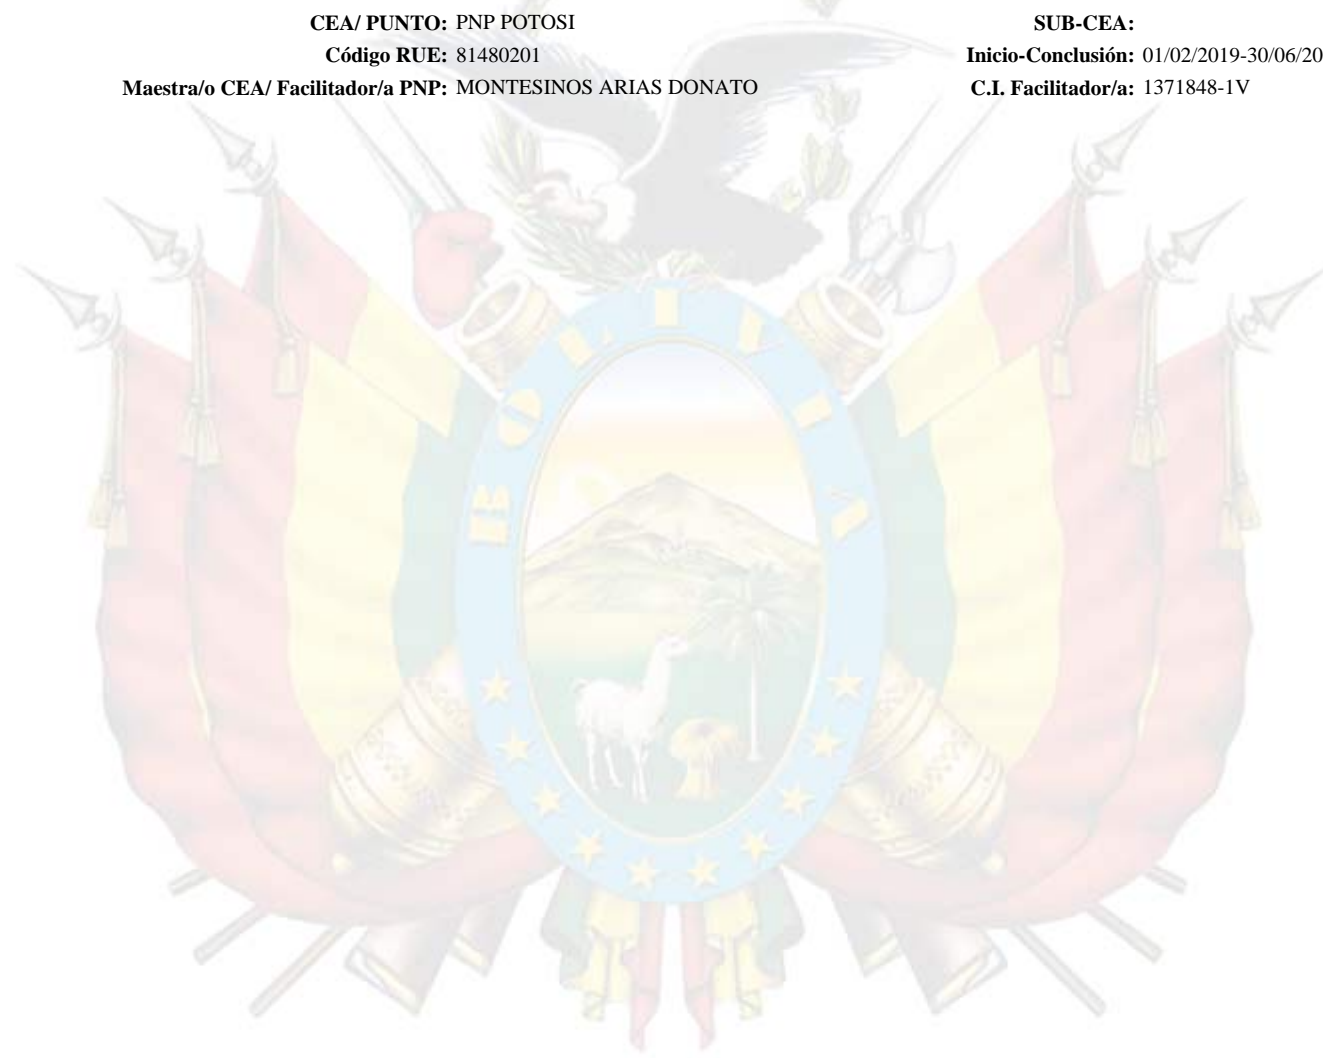 CEA/ PUNTO: PNP POTOSI SUB-CEA:
Código RUE: 81480201 Inicio-Conclusión: 01/02/2019-30/06/20
Maestra/o CEA/ Facilitador/a PNP: MONTESINOS ARIAS DONATO C.I. Facilitador/a: 1371848-1V
BOLIVIA